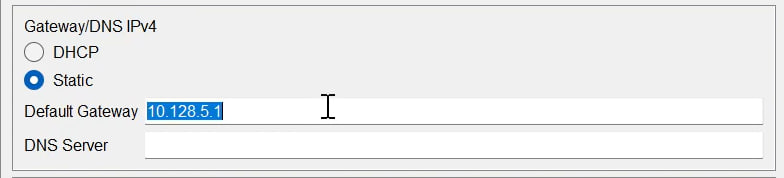 Gateway/DNS IPv4
DHCP
Static
Default Gateway 10.128.5.1
DNS Server